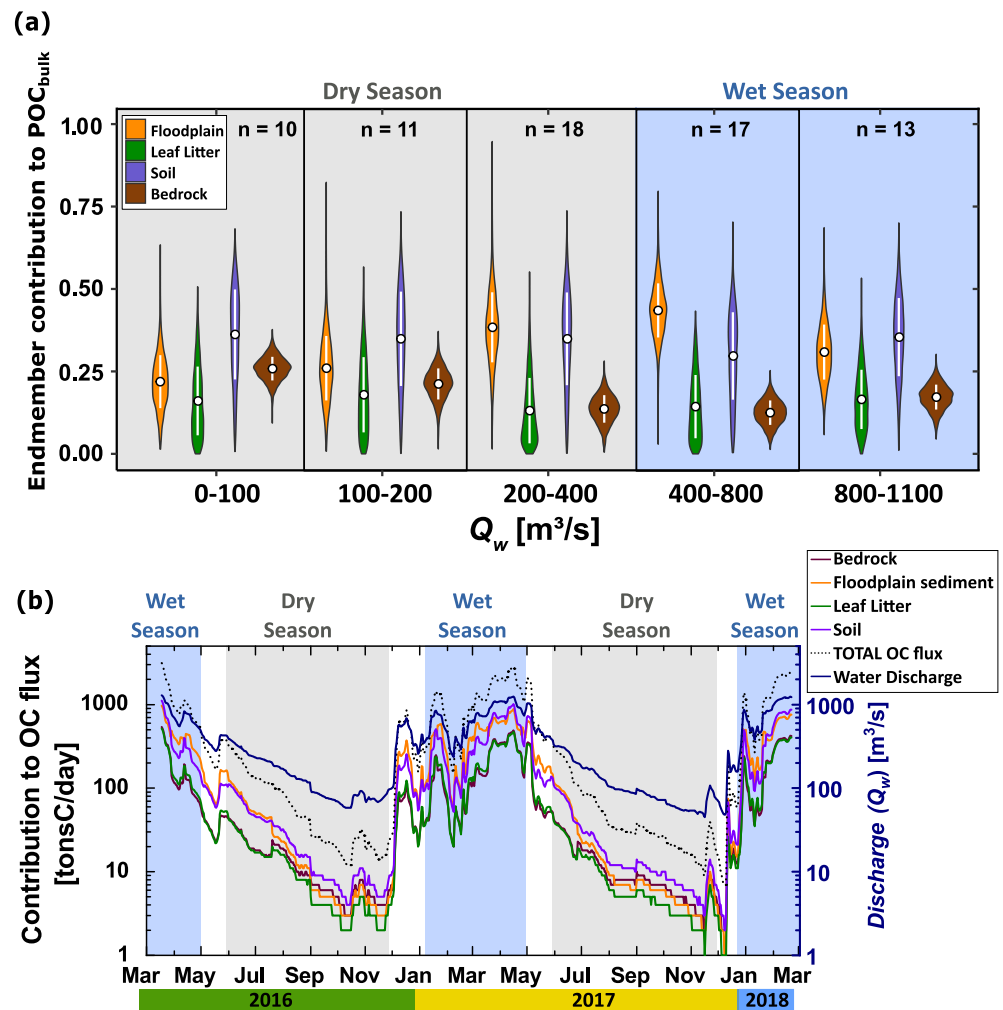 (a)
Dry Season
Wet Season
Endmember contribution to POC_bulk
1.00
0.75
0.50
0.25
0.00
Floodplain
Leaf Litter
Soil
Bedrock
n = 10
n = 11
n = 18
n = 17
n = 13
0-100
100-200
200-400
400-800
800-1100
Q_w [m³/s]
(b)
Wet Season
Dry Season
Wet Season
Dry Season
Wet Season
Bedrock
Floodplain sediment
Leaf Litter
Soil
TOTAL OC flux
Water Discharge
Contribution to OC flux
[tonsC/day]
1000
100
10
1
1000
100
10
1
Discharge (Q_w) [m³/s]
Mar May Jul Sep Nov Jan Mar May Jul Sep Nov Jan Mar
2016 2017 2018